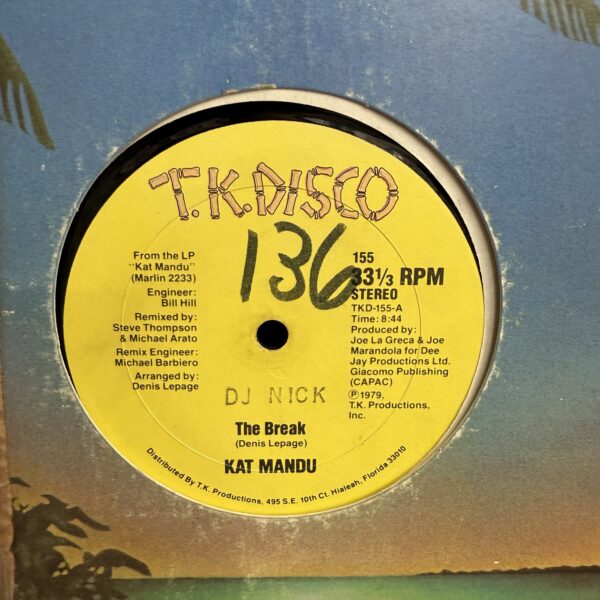 T.K.DISCO
136
From the LP
"Kat Mandu"
(Marlin 2233)
Engineer:
Bill Hill
Remixed by:
Steve Thompson
& Michael Arato
Remix Engineer:
Michael Barbiero
Arranged by:
Denis Lepage
155
33⅓ RPM
STEREO
TKD-155-A
Time: 8:44
Produced by:
Joe La Greca & Joe
Marandola for Dee
Jay Productions Ltd.
Giacomo Publishing
(CAPAC)
Ⓟ 1979,
T.K. Productions,
Inc.
DJ NICK
The Break
(Denis Lepage)
KAT MANDU
Distributed By T.K. Productions, 495 S.E. 10th Ct. Hialeah, Florida 33010